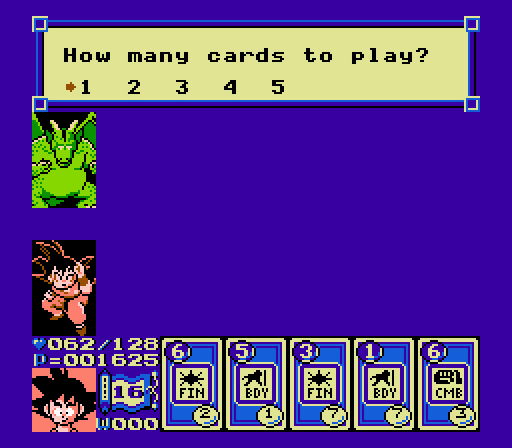 How many cards to play?
1 2 3 4 5
062/128
P=001625
16
W000
6 FIN 2
5 BDY 1
3 FIN 7
1 BDY 7
6 CMB 3